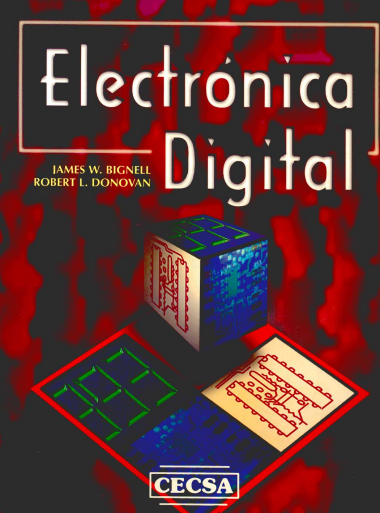 Electrónica
Digital
JAMES W. BIGNELL
ROBERT L. DONOVAN
CECSA